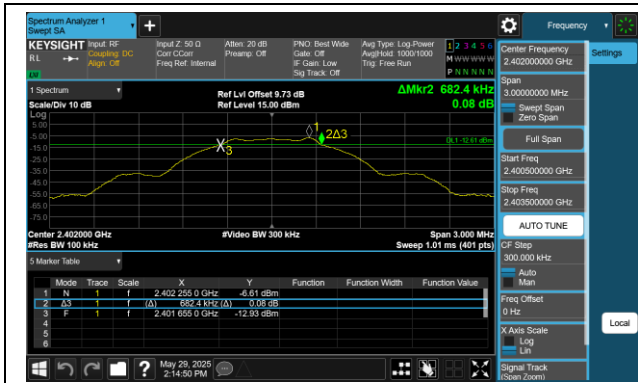 Spectrum Analyzer 1
Swept SA
Frequency
KEYSIGHT
RL
Input: RF
Coupling: DC
Align: Off
Input Z: 50 Ω
Corr CCorr
Freq Ref: Internal
Atten: 20 dB
Preamp: Off
PNO: Best Wide
Gate: Off
IF Gain: Low
Sig Track: Off
Avg Type: Log-Power
Avg|Hold: 1000/1000
Trig: Free Run
1 2 3 4 5 6
M W W W W W
P N N N N N
Center Frequency
2.402000000 GHz
Settings
Span
3.00000000 MHz
Swept Span
Zero Span
Full Span
Start Freq
2.400500000 GHz
Stop Freq
2.403500000 GHz
AUTO TUNE
CF Step
300.000 kHz
Auto
Man
Freq Offset
0 Hz
X Axis Scale
Log
Lin
Signal Track
(Span Zoom)
Local
1 Spectrum
Scale/Div 10 dB
Ref Lvl Offset 9.73 dB
Ref Level 15.00 dBm
ΔMkr2 682.4 kHz
0.08 dB
Log
5.00
-5.00
-15.0
-25.0
-35.0
-45.0
-55.0
-65.0
-75.0
1
2Δ3
3
DL1 -12.61 dBm
Center 2.402000 GHz
#Res BW 100 kHz
#Video BW 300 kHz
Span 3.000 MHz
Sweep 1.01 ms (401 pts)
5 Marker Table
Mode Trace Scale X Y Function Function Width Function Value
1 N 1 f 2.402 255 0 GHz -6.61 dBm
2 Δ3 1 f (Δ) 682.4 kHz (Δ) 0.08 dB
3 F 1 f 2.401 655 0 GHz -12.93 dBm
4
5
6
?
May 29, 2025
2:14:50 PM